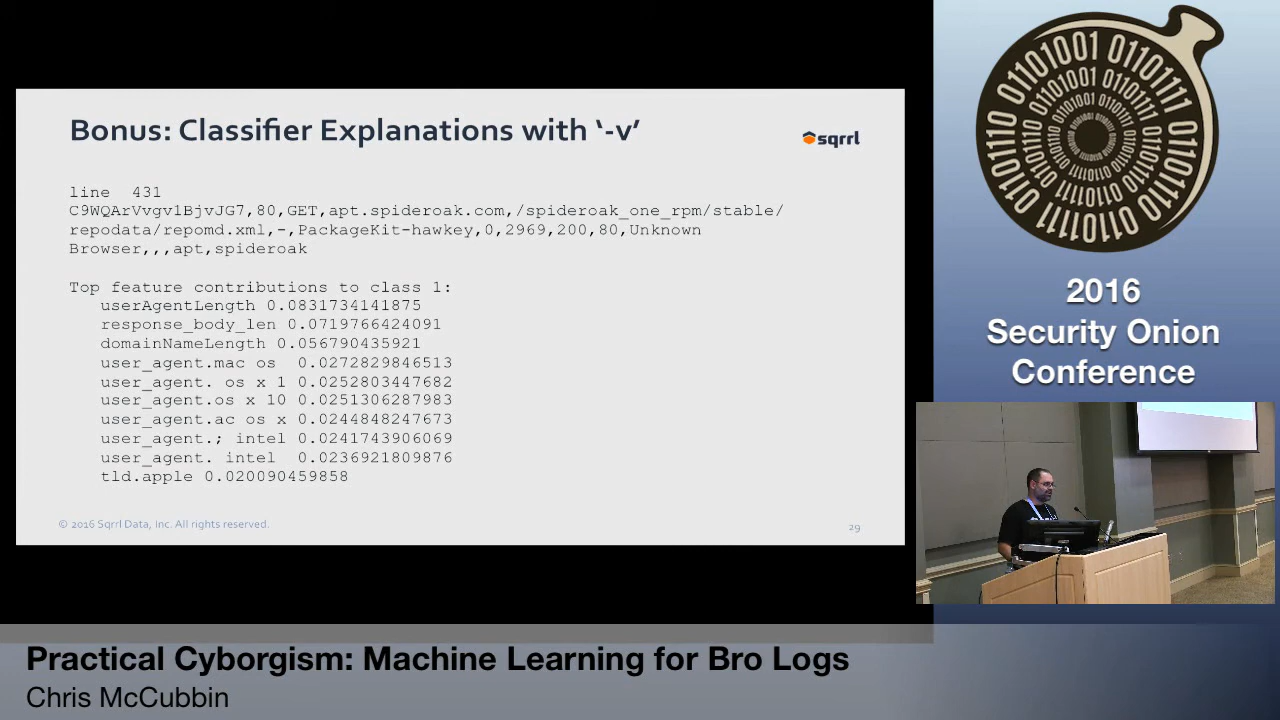 Bonus: Classifier Explanations with ‘-v’
sqrrl
line  431
C9WQArVvgv1BjvJG7,80,GET,apt.spideroak.com,/spideroak_one_rpm/stable/
repodata/repomd.xml,-,PackageKit-hawkey,0,2969,200,80,Unknown
Browser,,,apt,spideroak
Top feature contributions to class 1:
userAgentLength 0.0831734141875
response_body_len 0.0719766424091
domainNameLength 0.056790435921
user_agent.mac os  0.0272829846513
user_agent. os x 1 0.0252803447682
user_agent.os x 10 0.0251306287983
user_agent.ac os x 0.0244848247673
user_agent.; intel 0.0241743906069
user_agent. intel  0.0236921809876
tld.apple 0.020090459858
© 2016 Sqrrl Data, Inc. All rights reserved.
29
2016
Security Onion
Conference
Practical Cyborgism: Machine Learning for Bro Logs
Chris McCubbin